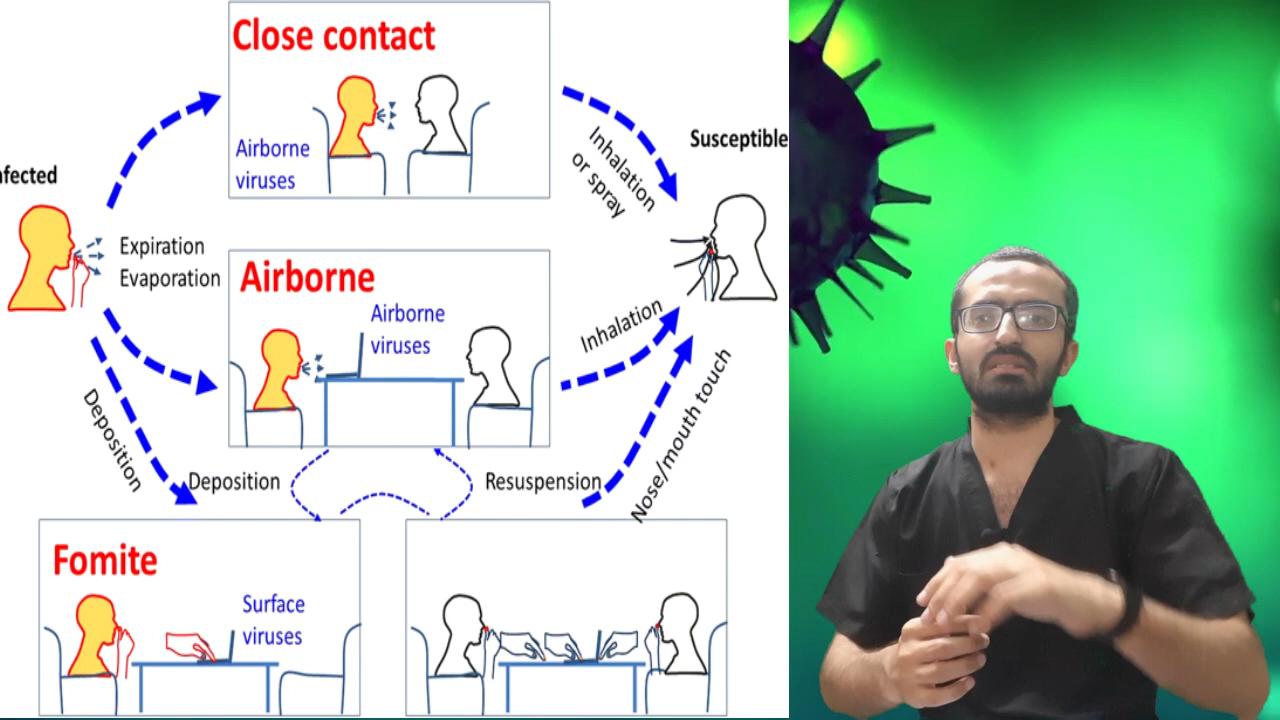 Close contact
Airborne
viruses
Inhalation
or spray
Susceptible
nfected
Expiration
Evaporation
Airborne
Airborne
viruses
Inhalation
Deposition
Deposition
Resuspension
Nose/mouth touch
Fomite
Surface
viruses